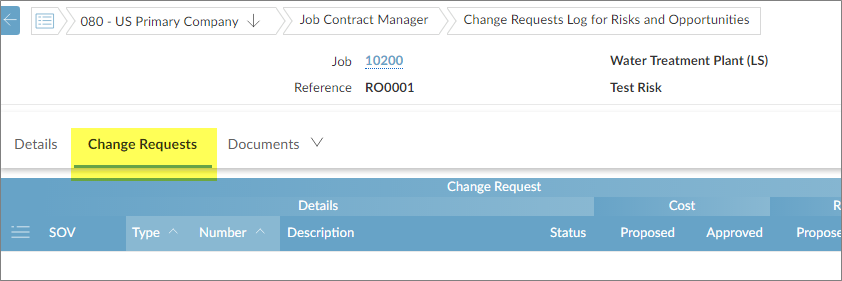 080 - US Primary Company Job Contract Manager Change Requests Log for Risks and Opportunities
Job 10200 Water Treatment Plant (LS)
Reference RO0001 Test Risk
Details Change Requests Documents
Change Request
Details Cost
SOV Type Number Description Status Proposed Approved